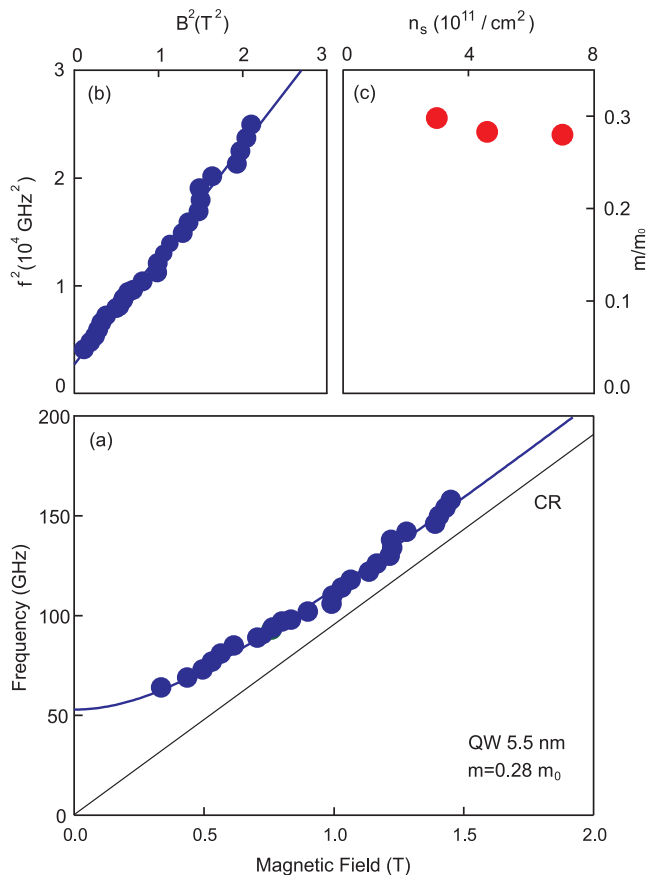 B²(T²)
n_s (10¹¹/cm²)
0 1 2 3
0 4 8
3
2
1
0
f² (10⁴ GHz²)
(b)
(c)
0.3
0.2
0.1
0.0
m/m₀
200
150
100
50
0
Frequency (GHz)
(a)
CR
QW 5.5 nm
m=0.28 m₀
0.0 0.5 1.0 1.5 2.0
Magnetic Field (T)